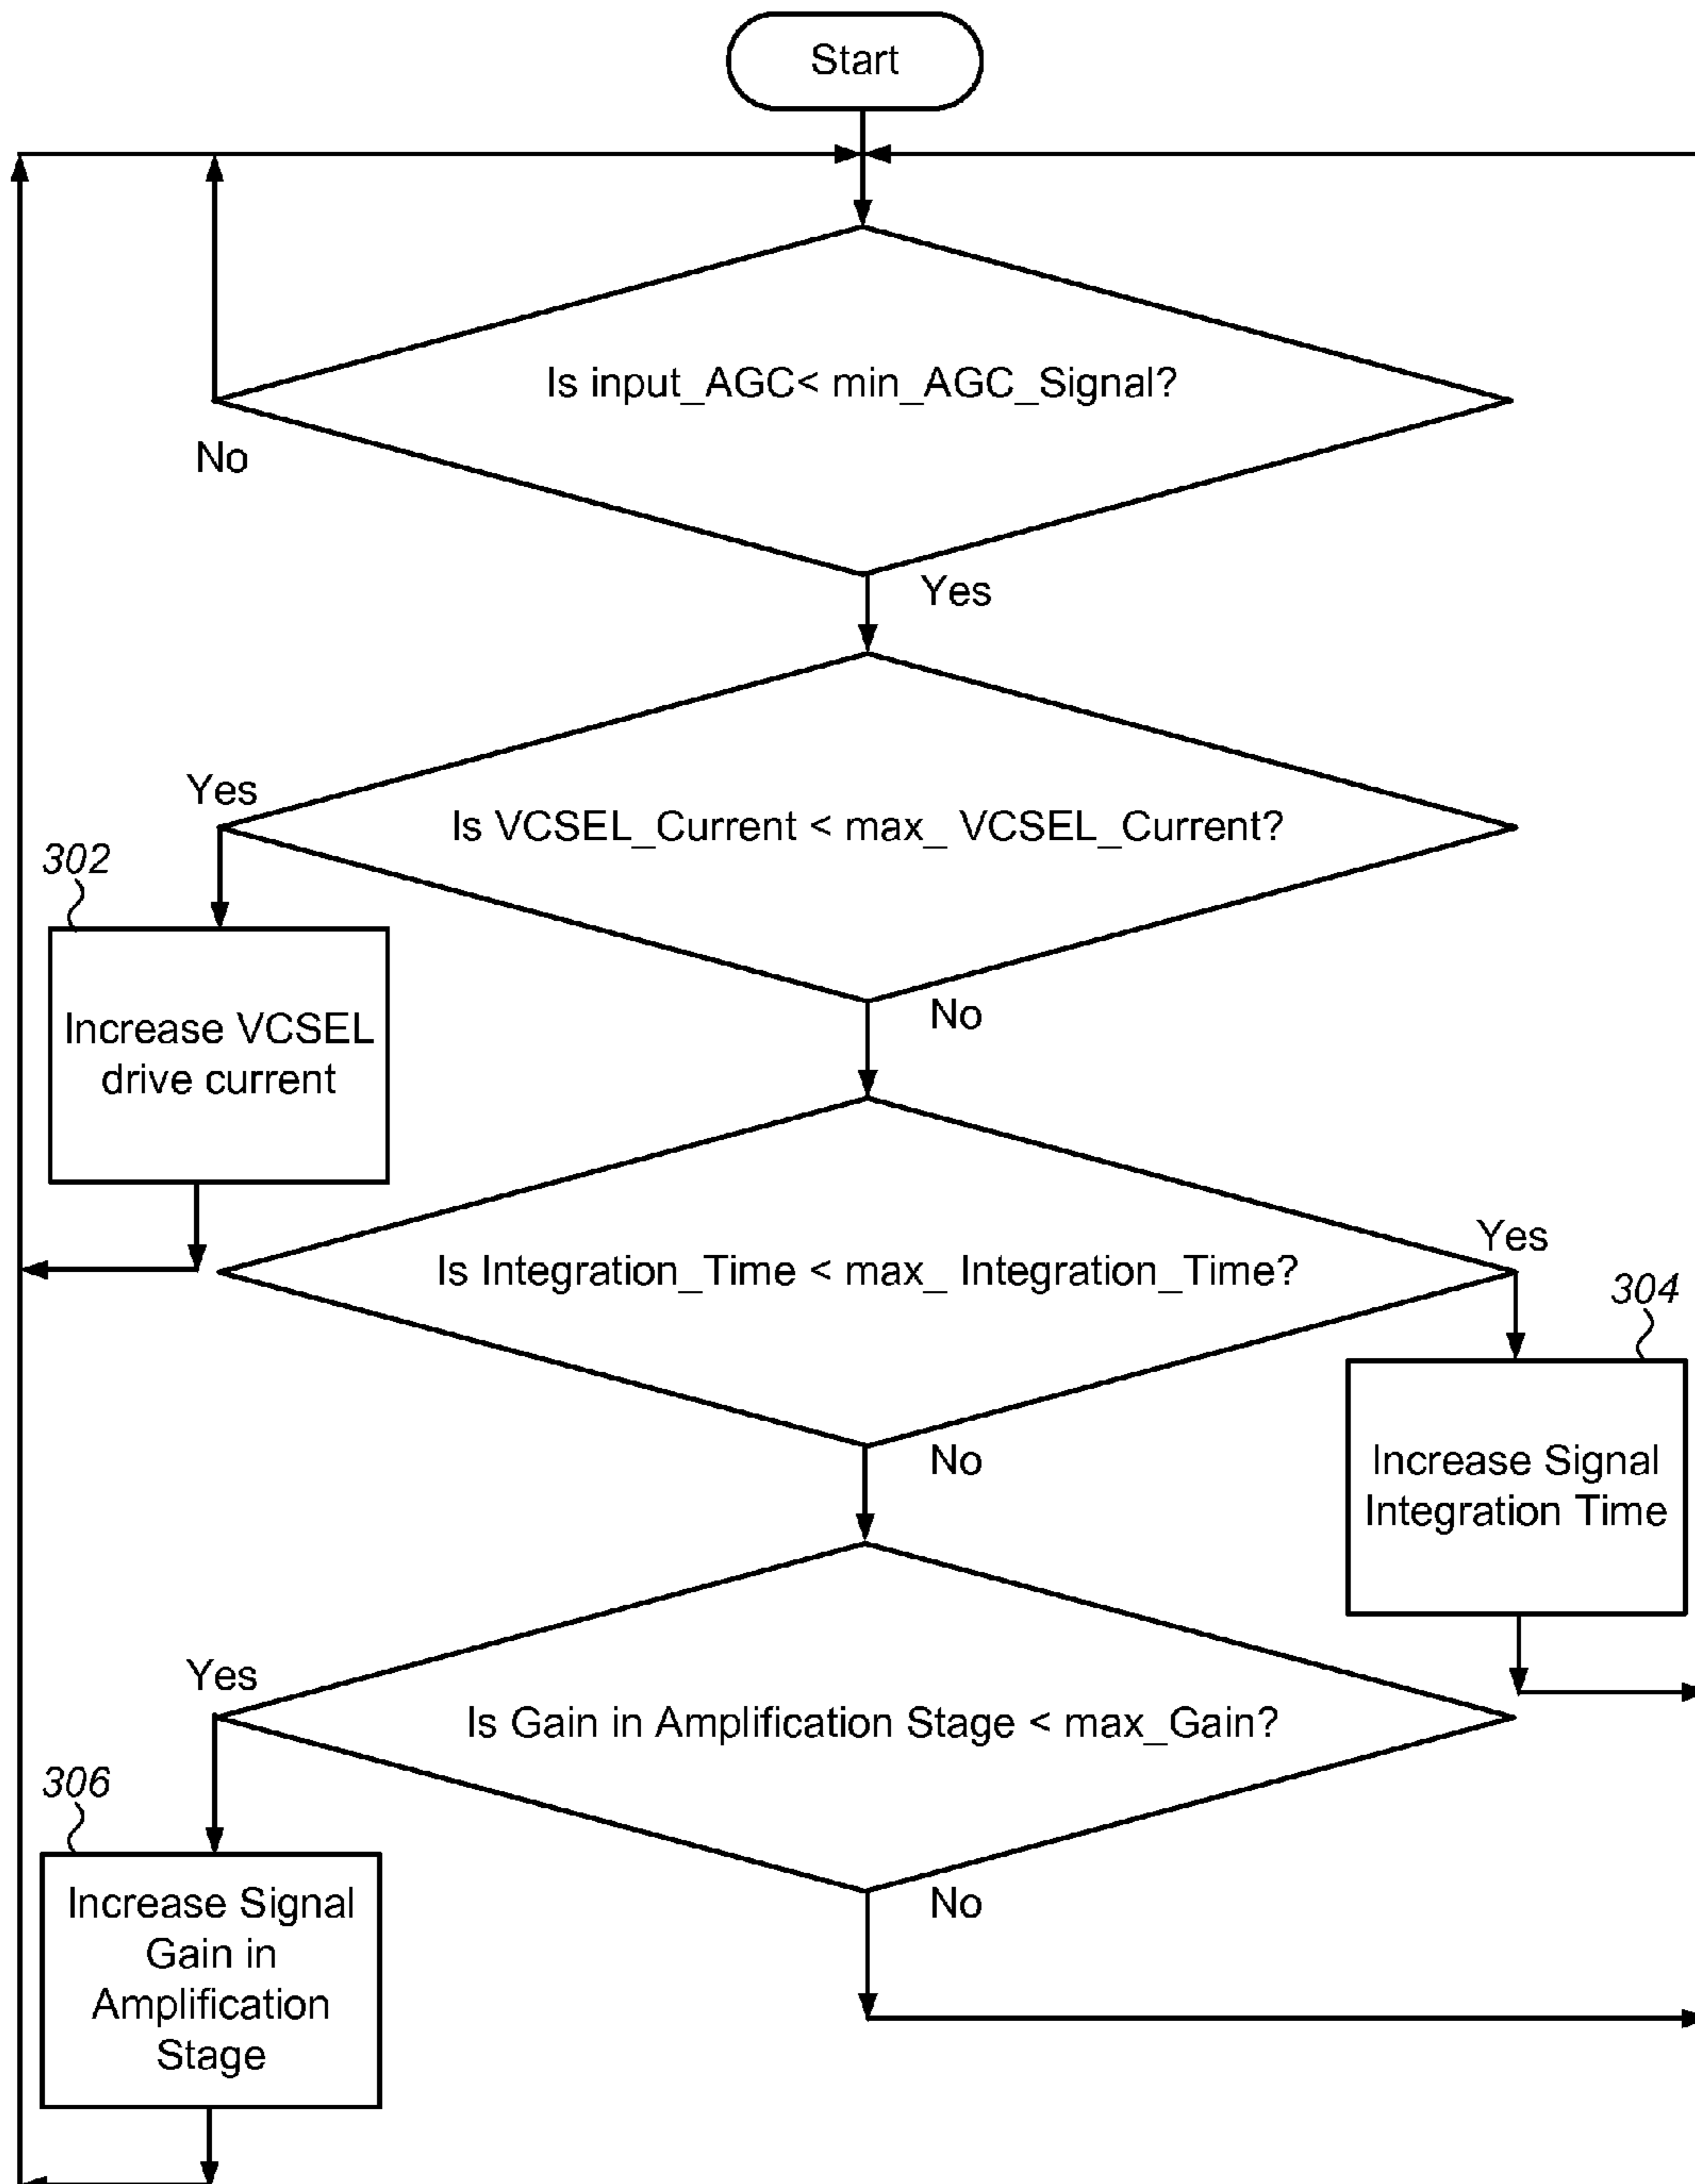 Start
Is input_AGC< min_AGC_Signal?
No
Yes
Yes
Is VCSEL_Current < max_ VCSEL_Current?
302
Increase VCSEL
drive current
No
Is Integration_Time < max_ Integration_Time?
Yes
304
Increase Signal
Integration Time
No
Yes
Is Gain in Amplification Stage < max_Gain?
306
Increase Signal
Gain in
Amplification
Stage
No